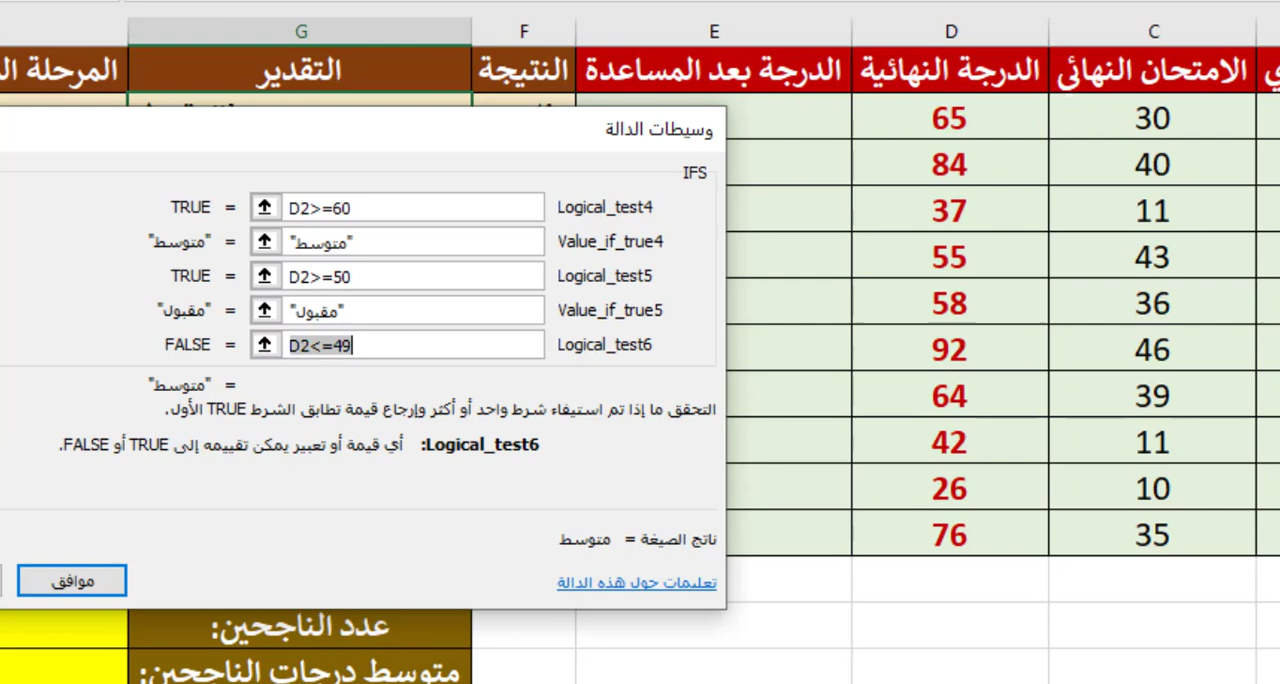 C D E F G
الامتحان النهائى الدرجة النهائية الدرجة بعد المساعدة النتيجة التقدير المرحلة
30 65
40 84
11 37
43 55
36 58
46 92
39 64
11 42
10 26
35 76
وسيطات الدالة
IFS
Logical_test4 D2>=60 = TRUE
Value_if_true4 "متوسط" = "متوسط"
Logical_test5 D2>=50 = TRUE
Value_if_true5 "مقبول" = "مقبول"
Logical_test6 D2<=49 = FALSE
= "متوسط"
التحقق ما إذا تم استيفاء شرط واحد أو أكثر وإرجاع قيمة تطابق الشرط TRUE الأول.
Logical_test6: أي قيمة أو تعبير يمكن تقييمه إلى TRUE أو FALSE.
ناتج الصيغة = متوسط
تعليمات حول هذه الدالة
موافق
عدد الناجحين:
متوسط درجات الناجحين: